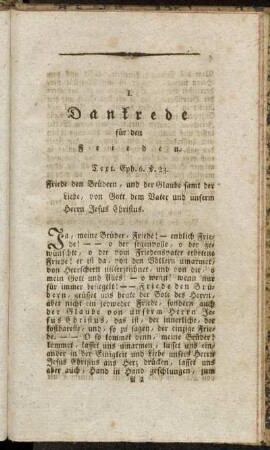 I.
Dankrede
für den
Frieden.
Text. Eph. 6. v. 23.
Friede den Brüdern, und der Glaube samt der
Liebe, von Gott dem Vater und unserm
Herrn Jesus Christus.
Ja, meine Brüder, Friede! — endlich Frie-
de! — — o der segenvolle, o der ge-
wünschte, o der vom Friedensvater erbetene
Friede! er ist da, von den Völkern umarmet,
von Herrschern unterzeichnet, und von die, o
mein Gott und Alles! — o wenn wenn nur
für immer besiegelt! — — Friede den Brü-
dern, grüsset uns heute der Bote des Herrn,
aber nicht ein jedweder Friede, sondern auch
der Glaube von unserm Herrn Je-
sus Christus, das ist, der innerliche, der
kostbareste, und, so zu sagen, der einzige Frie-
de. — — O so kommet denn, meine Brüder!
kommet, lasset uns umarmen, lasset uns ein-
ander in der Einigkeit und Liebe unsers Herrn
Jesus Christus ans Herz drücken, lasset uns
aber auch, Hand in Hand geschlungen, zum